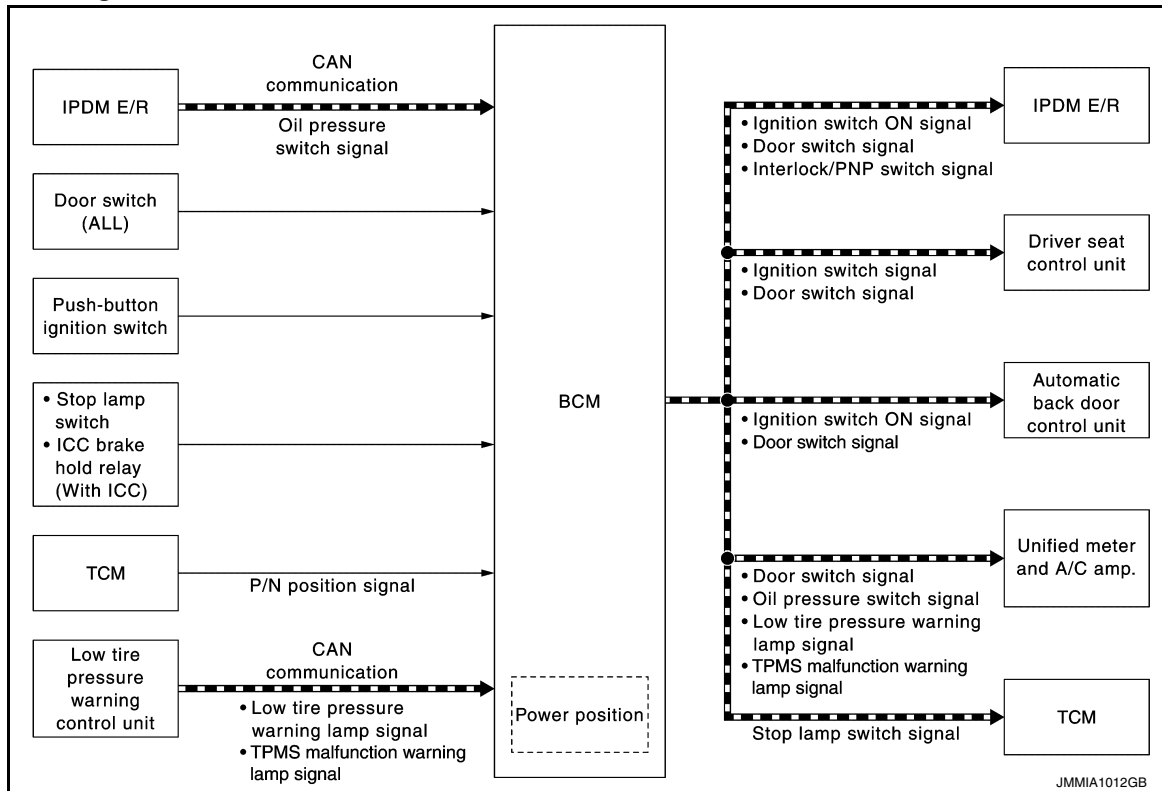 IPDM E/R
CAN
communication
Oil pressure
switch signal
Door switch
(ALL)
Push-button
ignition switch
• Stop lamp
switch
• ICC brake
hold relay
(With ICC)
TCM
P/N position signal
Low tire
pressure
warning
control unit
CAN
communication
• Low tire pressure
warning lamp signal
• TPMS malfunction warning
lamp signal
BCM
Power position
IPDM E/R
• Ignition switch ON signal
• Door switch signal
• Interlock/PNP switch signal
Driver seat
control unit
• Ignition switch signal
• Door switch signal
Automatic
back door
control unit
• Ignition switch ON signal
• Door switch signal
Unified meter
and A/C amp.
• Door switch signal
• Oil pressure switch signal
• Low tire pressure warning
lamp signal
• TPMS malfunction warning
lamp signal
TCM
Stop lamp switch signal
JMMIA1012GB